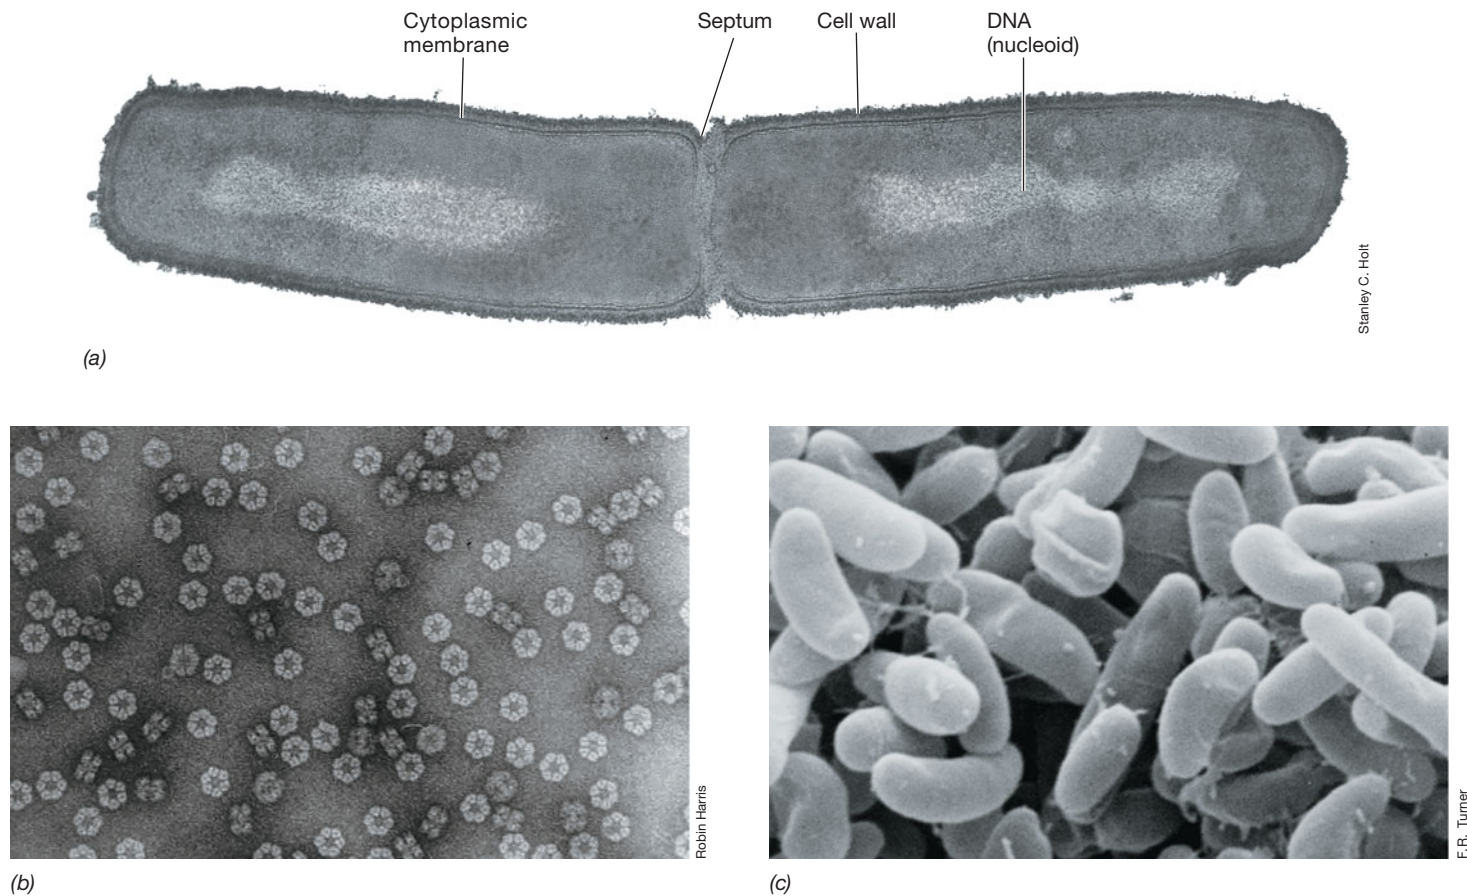 Cytoplasmic
membrane
Septum
Cell wall
DNA
(nucleoid)
Stanley C. Holt
(a)
Robin Harris
(b)
F.R. Turner
(c)